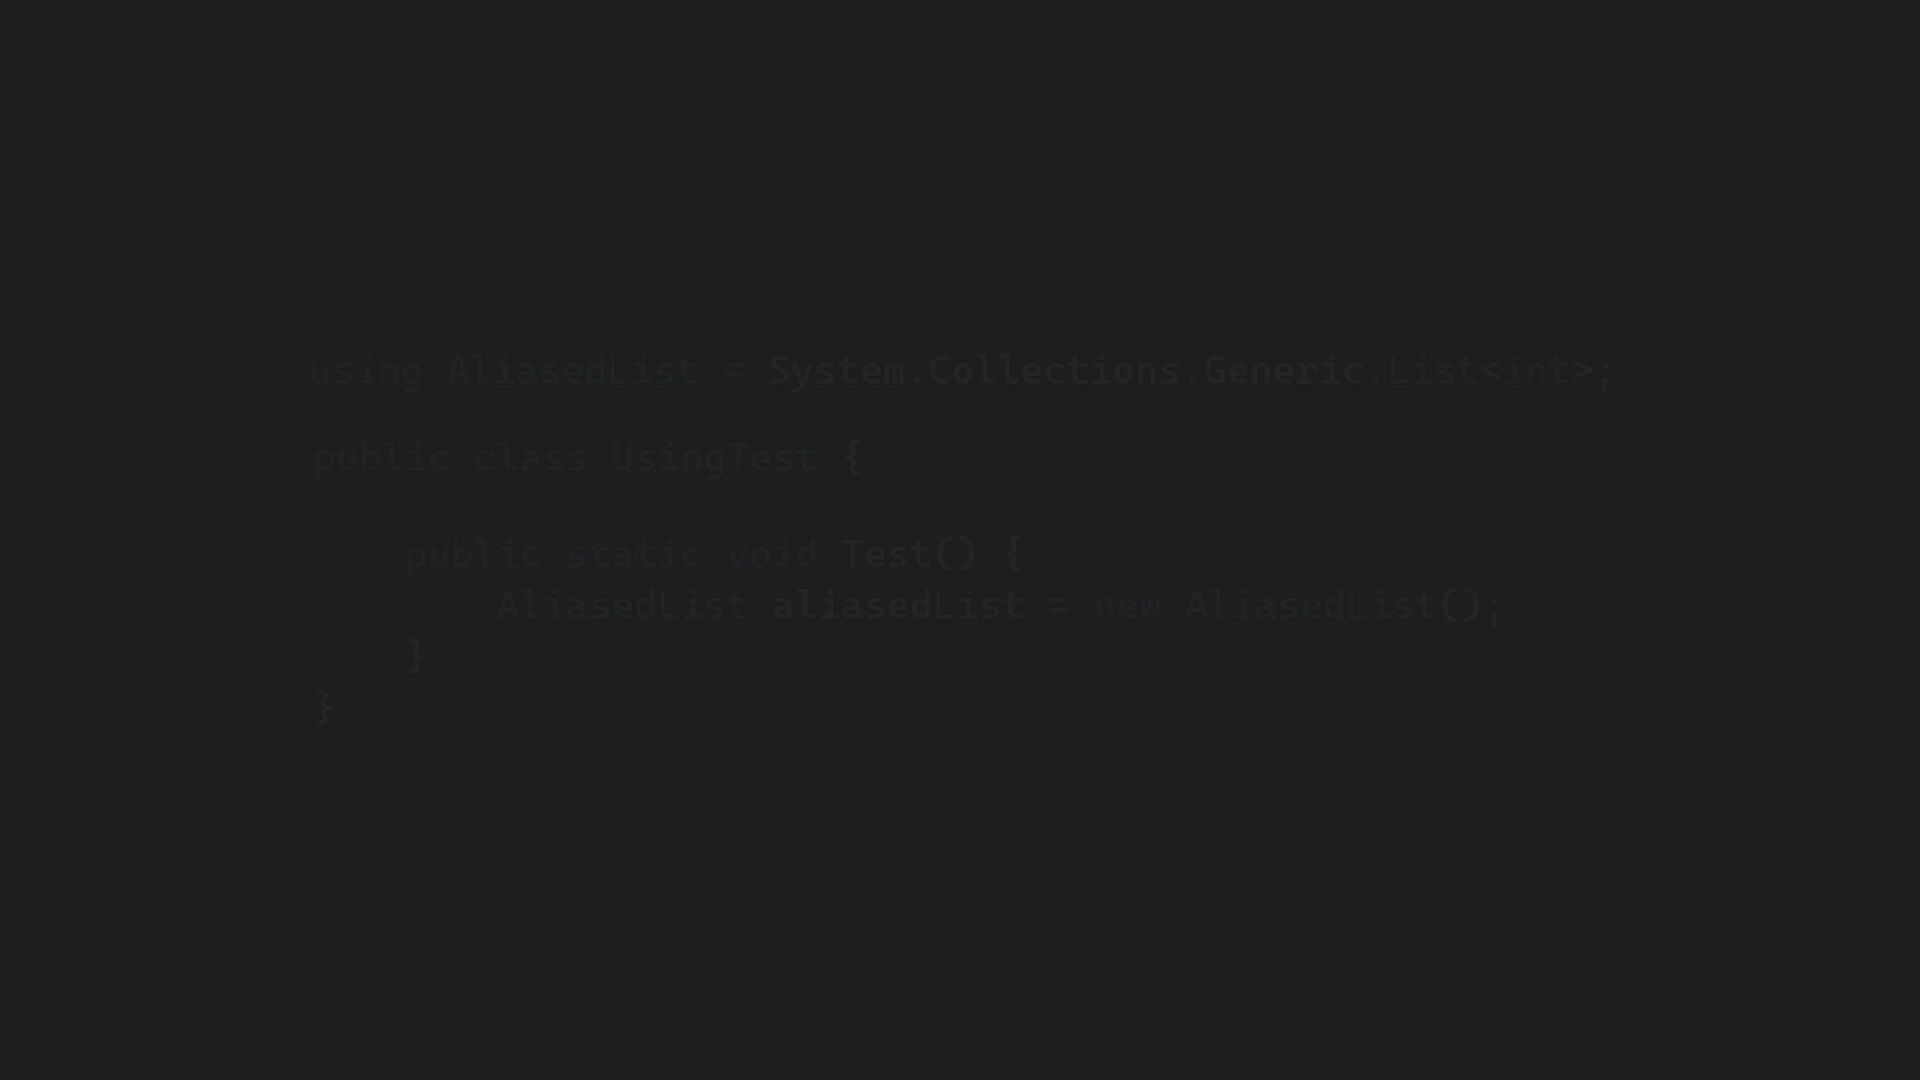 using AliasedList = System.Collections.Generic.List<int>;
public class UsingTest {
public static void Test() {
AliasedList aliasedList = new AliasedList();
}
}